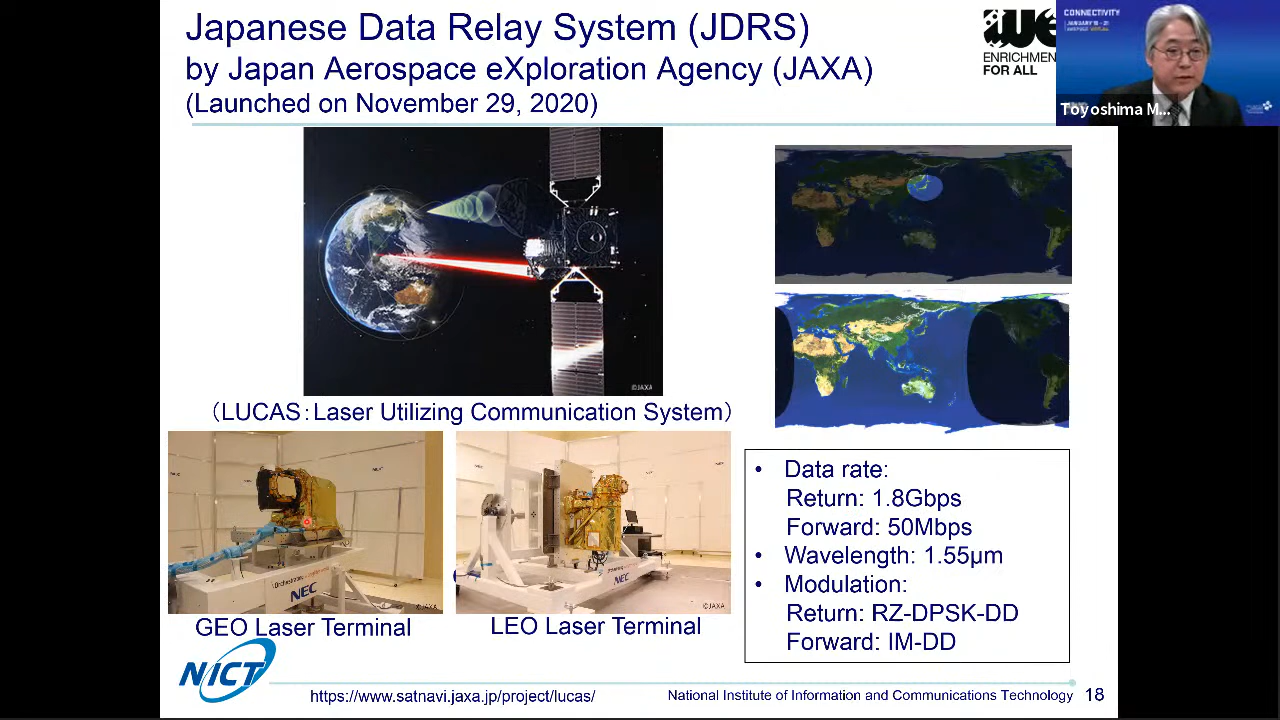 Japanese Data Relay System (JDRS)
by Japan Aerospace eXploration Agency (JAXA)
(Launched on November 29, 2020)
ENRICHMENT
FOR ALL
CONNECTIVITY
Toyoshima M...
©JAXA
(LUCAS：Laser Utilizing Communication System)
NEC
©JAXA
NEC
©JAXA
GEO Laser Terminal
LEO Laser Terminal
• Data rate:
Return: 1.8Gbps
Forward: 50Mbps
• Wavelength: 1.55μm
• Modulation:
Return: RZ-DPSK-DD
Forward: IM-DD
NICT
https://www.satnavi.jaxa.jp/project/lucas/
National Institute of Information and Communications Technology
18